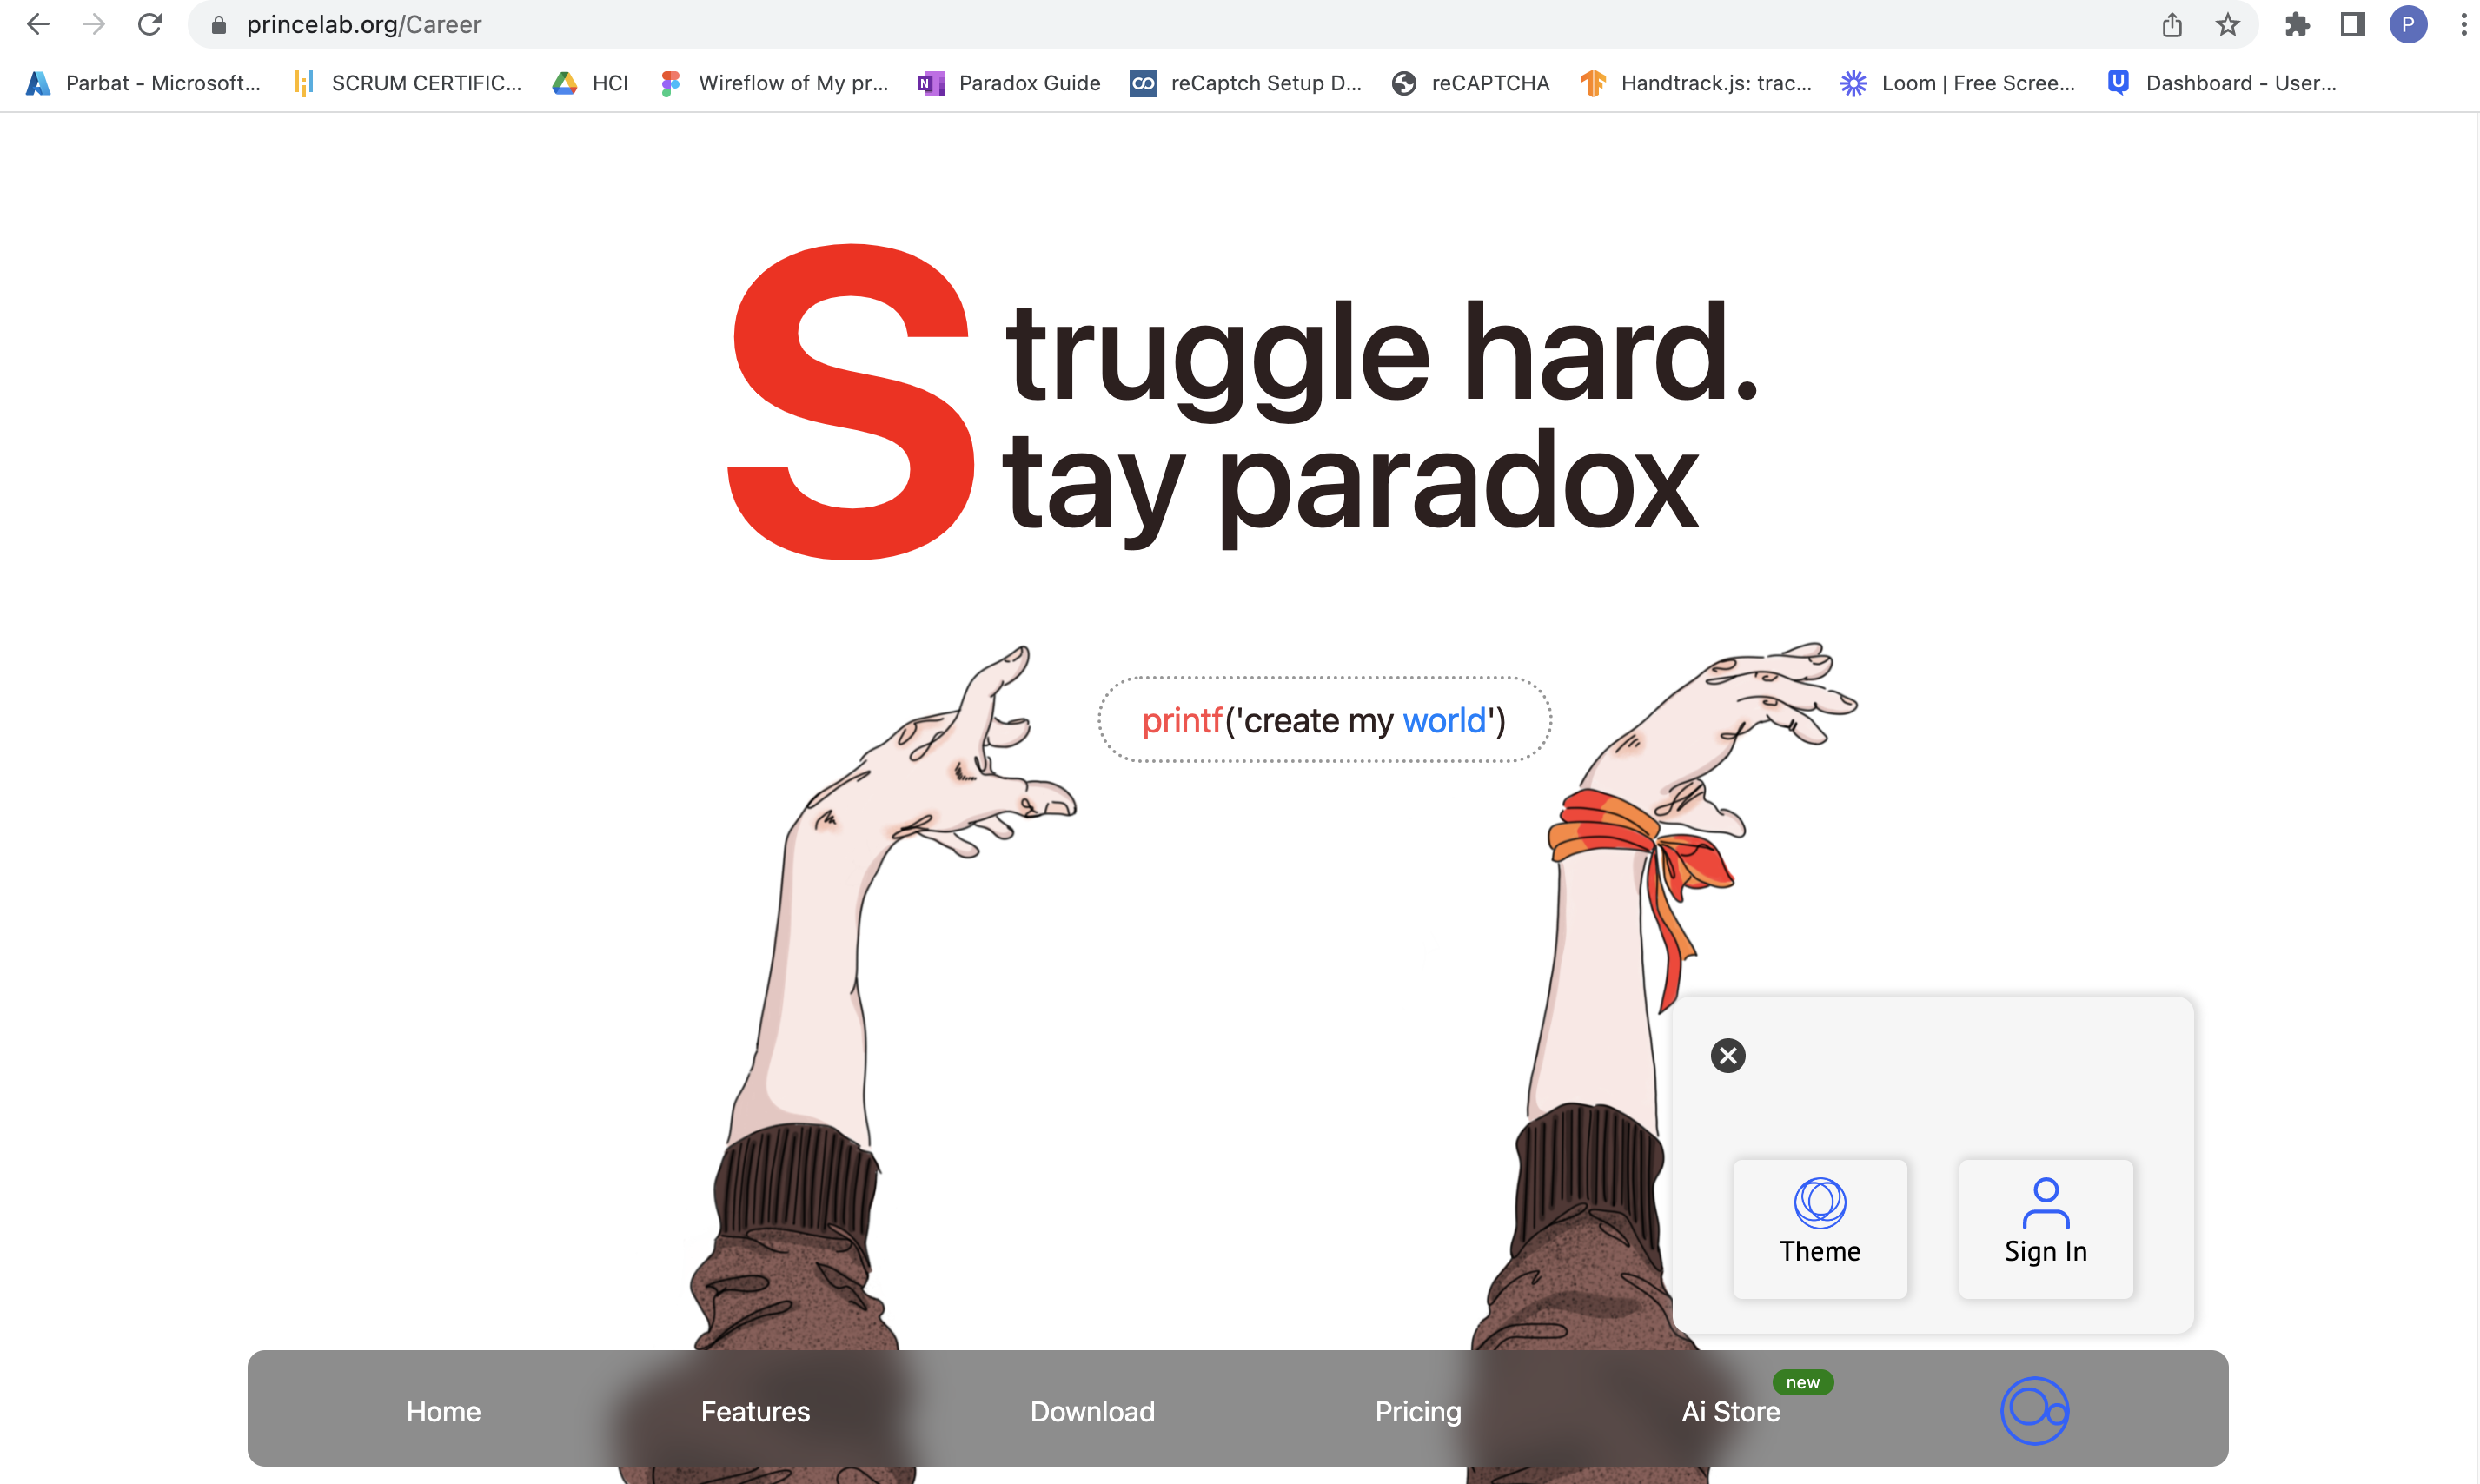 princelab.org/Career
P
Parbat - Microsoft...
SCRUM CERTIFIC...
HCI
Wireflow of My pr...
N
Paradox Guide
reCaptch Setup D...
reCAPTCHA
Handtrack.js: trac...
Loom | Free Scree...
U
Dashboard - User...
Struggle hard.
tay paradox
printf('create my world')
Theme
Sign In
Home
Features
Download
Pricing
Ai Store
new